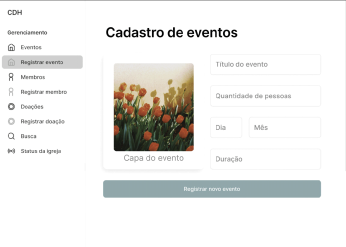 CDH
Gerenciamento
Eventos
Registrar evento
Membros
Registrar membro
Doações
Registrar doação
Busca
Status da igreja
Cadastro de eventos
Capa do evento
Título do evento
Quantidade de pessoas
Dia
Mês
Duração
Registrar novo evento